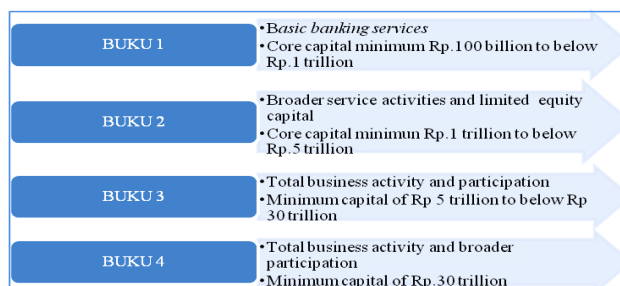 BUKU 1
•Basic banking services
•Core capital minimum Rp.100 billion to below
Rp.1 trillion
BUKU 2
•Broader service activities and limited equity
capital
•Core capital minimun Rp.1 trillion to below
Rp.5 trillion
BUKU 3
•Total business activity and participation
•Minimum capital of Rp 5 trillion to below Rp
30 trillion
BUKU 4
•Total business activity and broader
participation
•Minimum capital of Rp.30 trillion